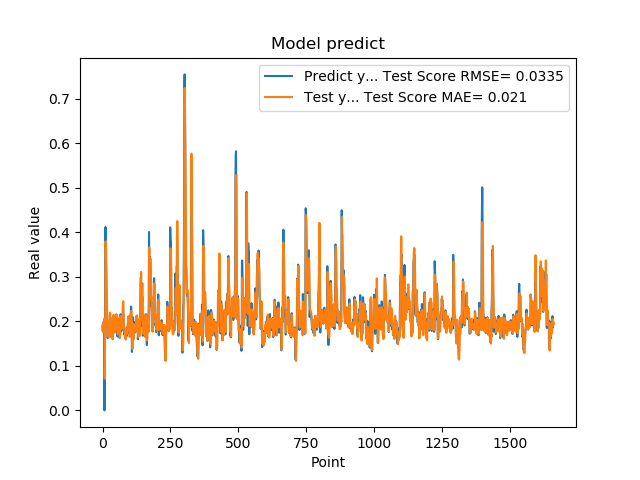 Model predict
Predict y... Test Score RMSE= 0.0335
Test y... Test Score MAE= 0.021
Real value
0.7
0.6
0.5
0.4
0.3
0.2
0.1
0.0
0 250 500 750 1000 1250 1500
Point